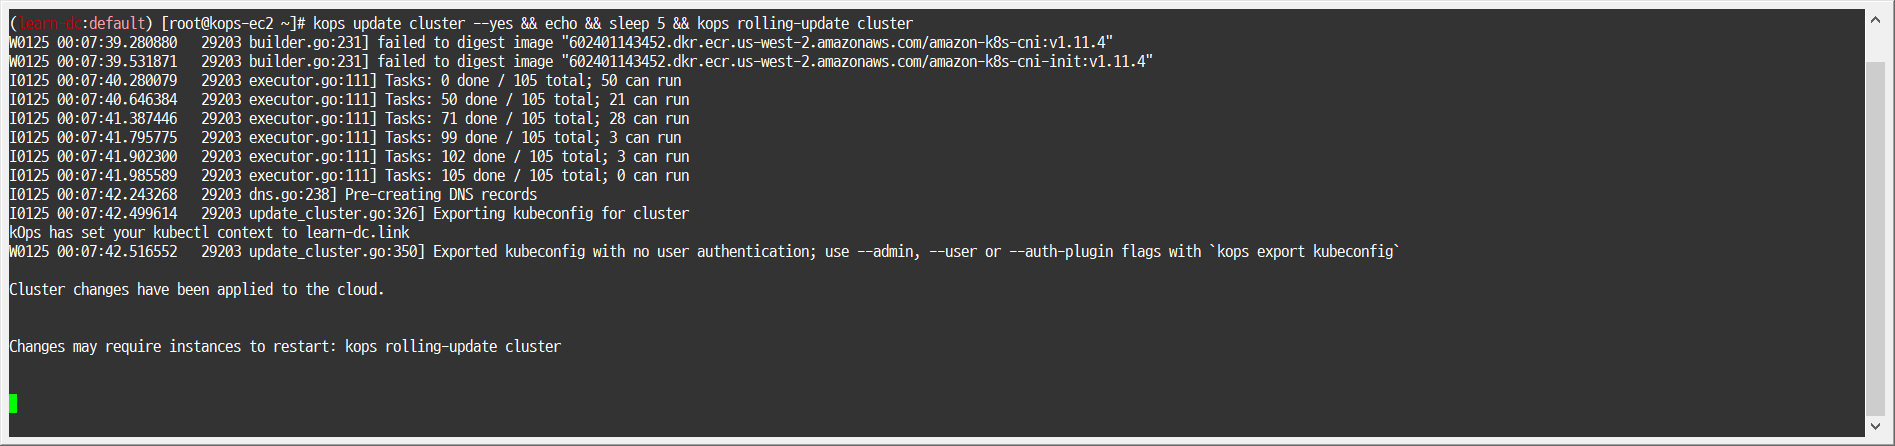 (learn-dc:default) [root@kops-ec2 ~]# kops update cluster --yes && echo && sleep 5 && kops rolling-update cluster
W0125 00:07:39.280880   29203 builder.go:231] failed to digest image "602401143452.dkr.ecr.us-west-2.amazonaws.com/amazon-k8s-cni:v1.11.4"
W0125 00:07:39.531871   29203 builder.go:231] failed to digest image "602401143452.dkr.ecr.us-west-2.amazonaws.com/amazon-k8s-cni-init:v1.11.4"
I0125 00:07:40.280079   29203 executor.go:111] Tasks: 0 done / 105 total; 50 can run
I0125 00:07:40.646384   29203 executor.go:111] Tasks: 50 done / 105 total; 21 can run
I0125 00:07:41.387446   29203 executor.go:111] Tasks: 71 done / 105 total; 28 can run
I0125 00:07:41.795775   29203 executor.go:111] Tasks: 99 done / 105 total; 3 can run
I0125 00:07:41.902300   29203 executor.go:111] Tasks: 102 done / 105 total; 3 can run
I0125 00:07:41.985589   29203 executor.go:111] Tasks: 105 done / 105 total; 0 can run
I0125 00:07:42.243268   29203 dns.go:238] Pre-creating DNS records
I0125 00:07:42.499614   29203 update_cluster.go:326] Exporting kubeconfig for cluster
kOps has set your kubectl context to learn-dc.link
W0125 00:07:42.516552   29203 update_cluster.go:350] Exported kubeconfig with no user authentication; use --admin, --user or --auth-plugin flags with `kops export kubeconfig`
Cluster changes have been applied to the cloud.
Changes may require instances to restart: kops rolling-update cluster